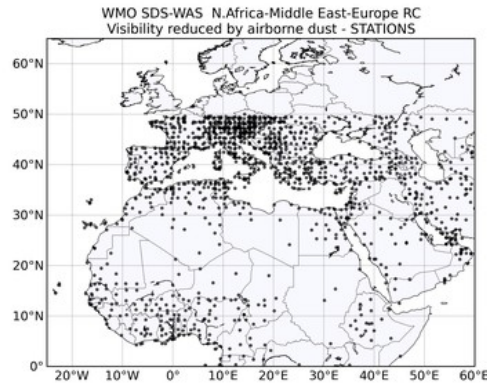 WMO SDS-WAS N.Africa-Middle East-Europe RC
Visibility reduced by airborne dust - STATIONS
60°N
50°N
40°N
30°N
20°N
10°N
0°
20°W 10°W 0° 10°E 20°E 30°E 40°E 50°E 60°E